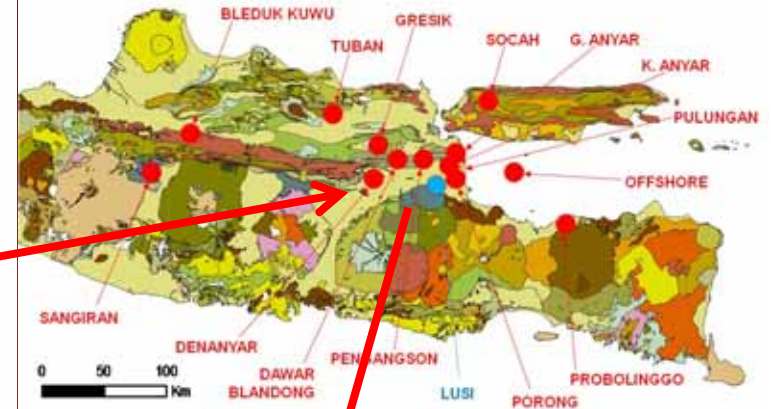 BLEDUK KUWU
GRESIK
TUBAN
SOCAH
G. ANYAR
K. ANYAR
PULUNGAN
OFFSHORE
SANGIRAN
DENANYAR
DAWAR
BLANDONG
PENGANGSON
LUSI
PORONG
PROBOLINGGO
0 50 100
Km